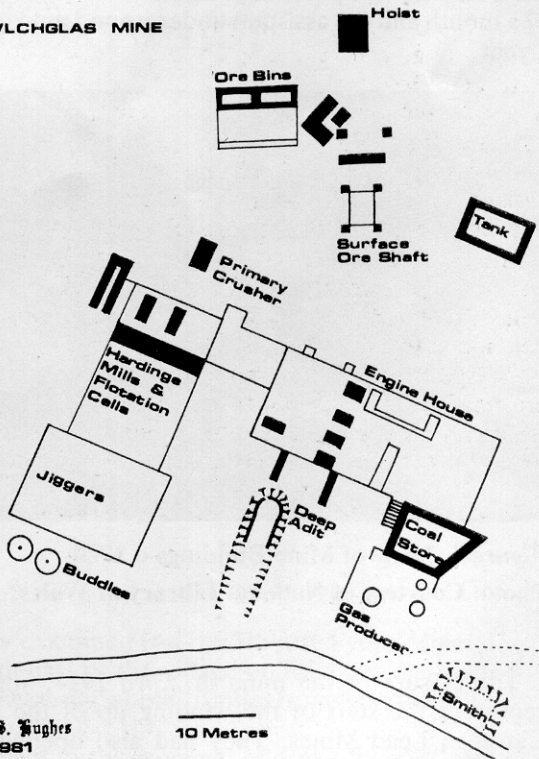 YLCHGLAS MINE
Hoist
Ore Bins
Tank
Surface
Ore Shaft
Primary
Crusher
Hardinge
Mills &
Flotation
Cells
Engine House
Jiggers
Deep
Adit
Coal
Store
Buddles
Gas
Producer
Smith
S. Hughes
981
10 Metres